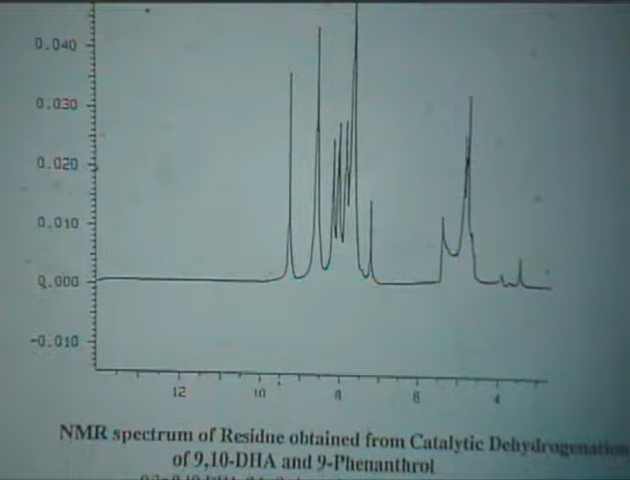 0.040
0.030
0.020
0.010
0.000
-0.010
12 10 8 6 4
NMR spectrum of Residue obtained from Catalytic Dehydrogenation
of 9,10-DHA and 9-Phenanthrol